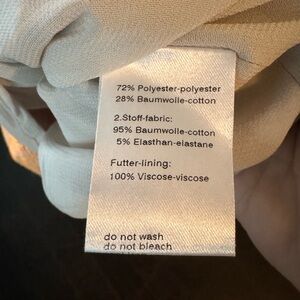 72% Polyester-polyester
28% Baumwolle-cotton
2.Stoff-fabric:
95% Baumwolle-cotton
5% Elasthan-elastane
Futter-lining:
100% Viscose-viscose
do not wash
do not bleach